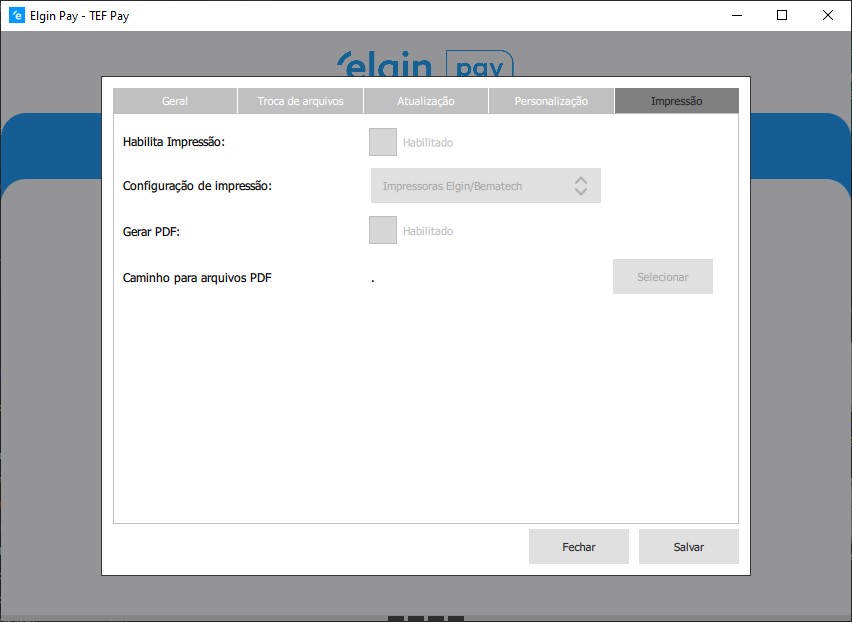 Elgin Pay - TEF Pay
elgin pay
Geral Troca de arquivos Atualização Personalização Impressão
Habilita Impressão: Habilitado
Configuração de impressão: Impressoras Elgin/Bematech
Gerar PDF: Habilitado
Caminho para arquivos PDF . Selecionar
Fechar Salvar